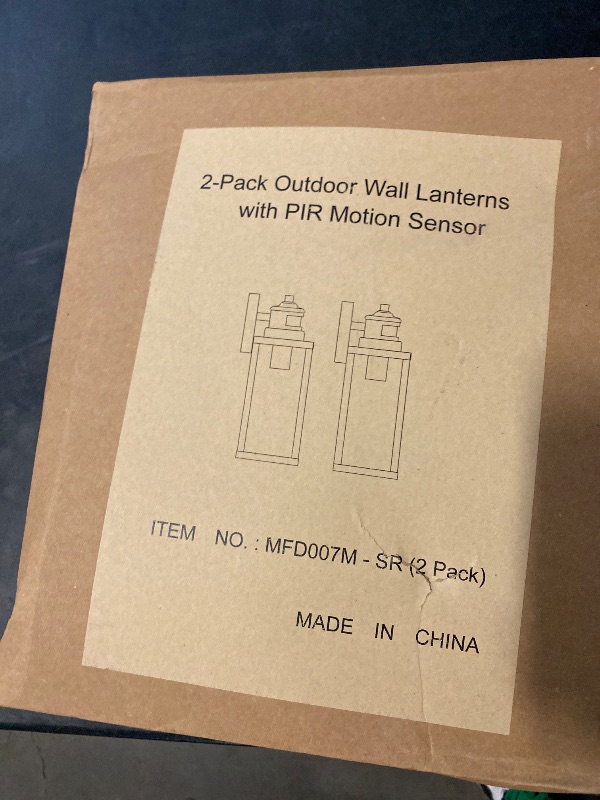 2-Pack Outdoor Wall Lanterns
with PIR Motion Sensor
ITEM NO. : MFD007M - SR (2 Pack)
MADE IN CHINA